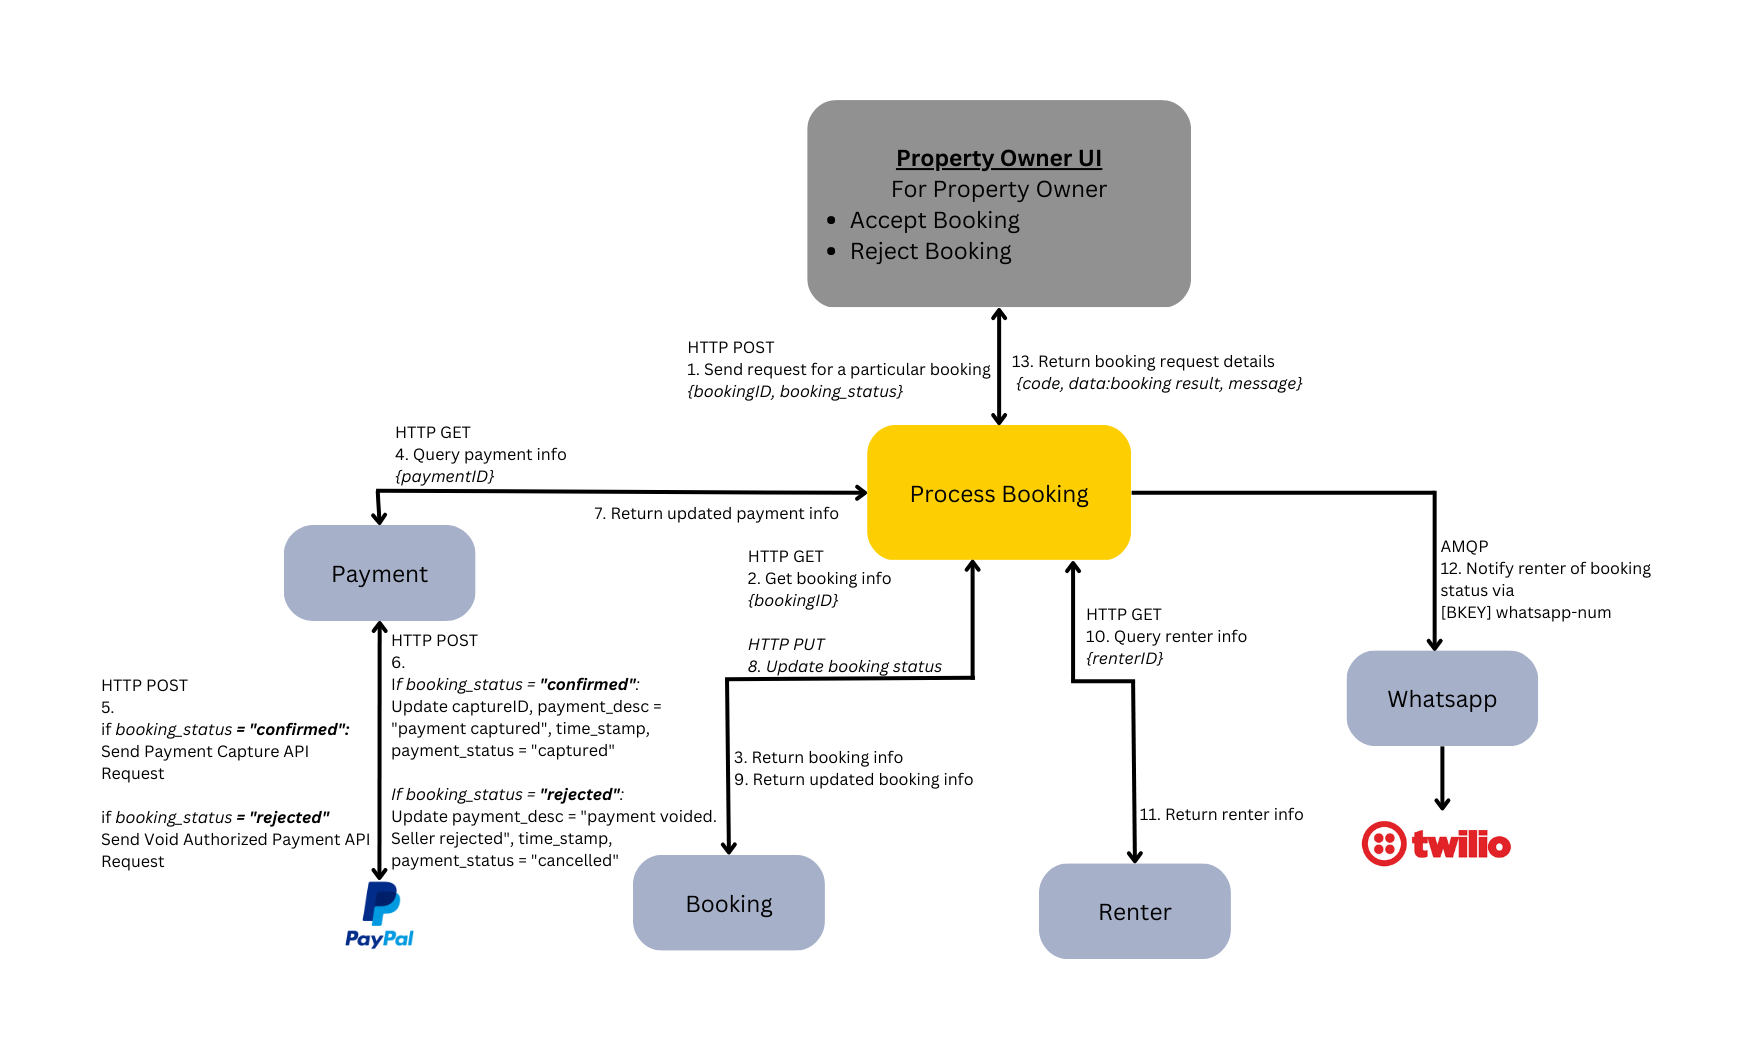 Property Owner UI
For Property Owner
• Accept Booking
• Reject Booking
HTTP POST
1. Send request for a particular booking
{bookingID, booking_status}
13. Return booking request details
{code, data:booking result, message}
HTTP GET
4. Query payment info
{paymentID}
7. Return updated payment info
Process Booking
Payment
HTTP GET
2. Get booking info
{bookingID}
HTTP PUT
8. Update booking status
HTTP GET
10. Query renter info
{renterID}
AMQP
12. Notify renter of booking
status via
[BKEY] whatsapp-num
HTTP POST
5.
if booking_status = "confirmed":
Send Payment Capture API
Request
if booking_status = "rejected"
Send Void Authorized Payment API
Request
HTTP POST
6.
If booking_status = "confirmed":
Update captureID, payment_desc =
"payment captured", time_stamp,
payment_status = "captured"
If booking_status = "rejected":
Update payment_desc = "payment voided.
Seller rejected", time_stamp,
payment_status = "cancelled"
3. Return booking info
9. Return updated booking info
11. Return renter info
Whatsapp
twilio
PayPal
Booking
Renter